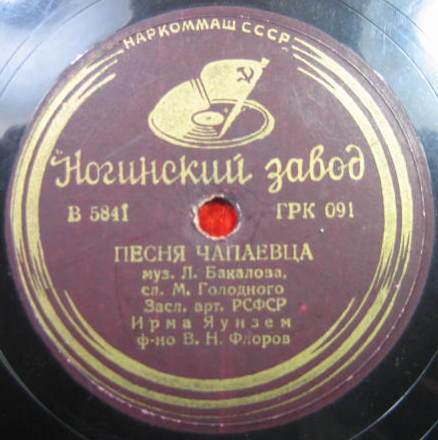 НАРКОММАШ СССР
Ногинский завод
В 5841 ГРК 091
ПЕСНЯ ЧАПАЕВЦА
муз. Л. Бакалова,
сл. М. Голодного
Засл. арт. РСФСР
Ирма Яунзем
ф-но В. Н. Флоров